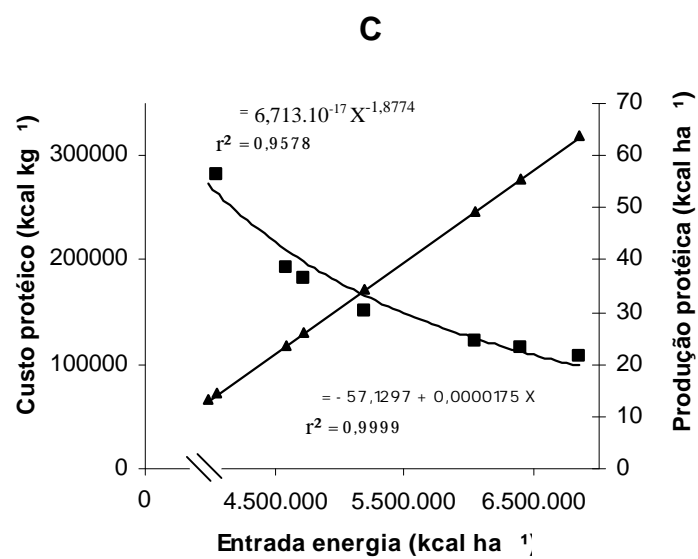 C
= 6,713.10-17 X-1,8774
r² = 0,9578
Custo protéico (kcal kg ¹)
300000
200000
100000
0
Produção protéica (kcal ha ¹)
70
60
50
40
30
20
10
0
= - 57,1297 + 0,0000175 X
r² = 0,9999
0
4.500.000
5.500.000
6.500.000
Entrada energia (kcal ha ¹)